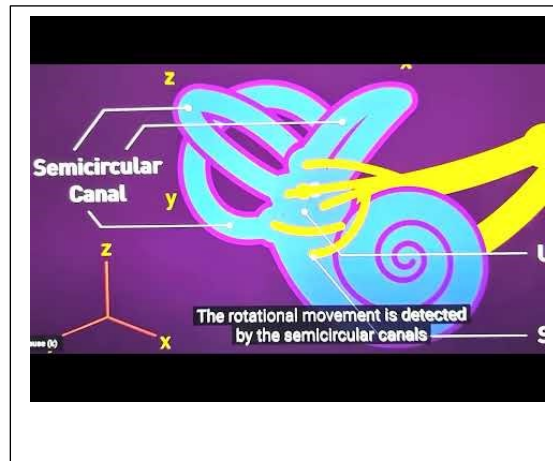 z
x
Semicircular
Canal
y
z
U
The rotational movement is detected
by the semicircular canals
S
x